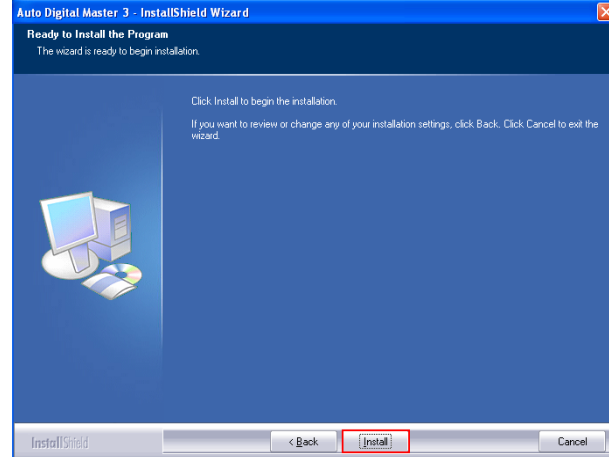 Auto Digital Master 3 - InstallShield Wizard
Ready to Install the Program
The wizard is ready to begin installation.
Click Install to begin the installation.
If you want to review or change any of your installation settings, click Back. Click Cancel to exit the
wizard.
InstallShield
< Back
Install
Cancel